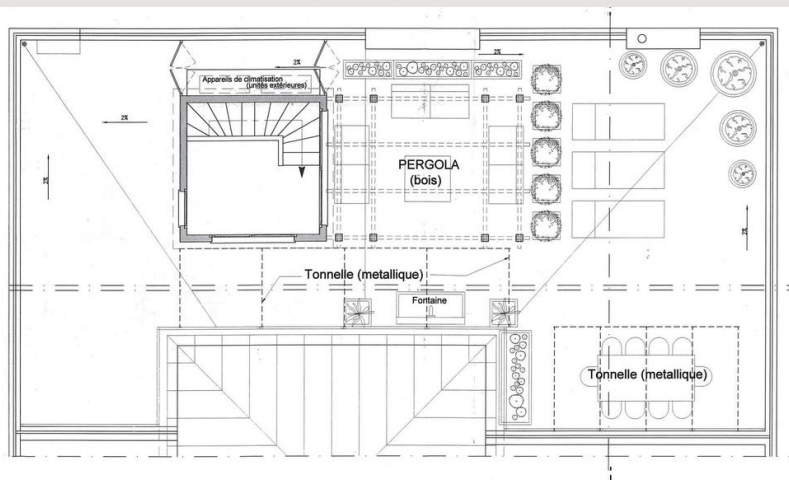 2%
2%
Appareils de climatisation
(unités extérieures)
2%
2%
2%
PERGOLA
(bois)
Tonnelle (metallique)
Fontaine
Tonnelle (metallique)